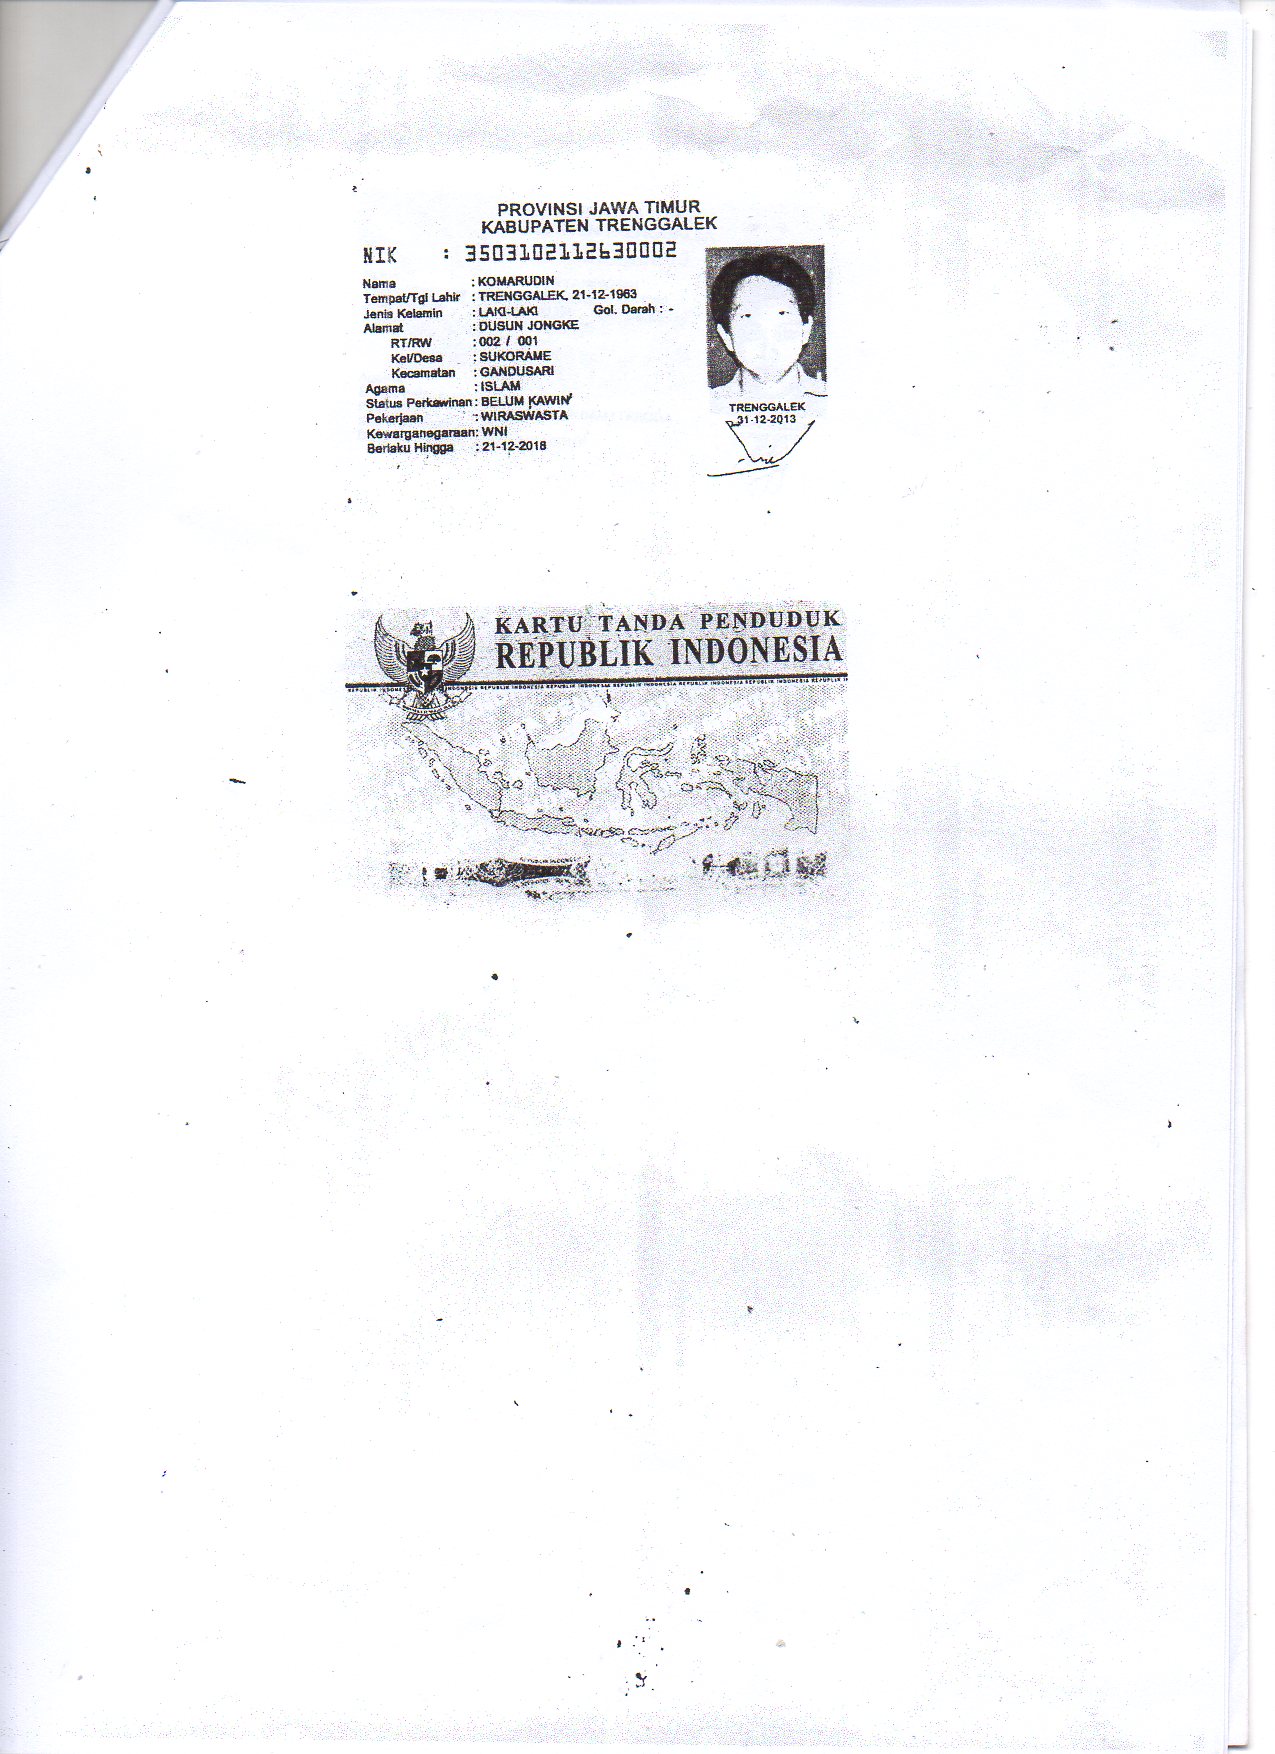 PROVINSI JAWA TIMUR
KABUPATEN TRENGGALEK
NIK : 3503102112630002
Nama : KOMARUDIN
Tempat/Tgl Lahir : TRENGGALEK, 21-12-1963
Jenis Kelamin : LAKI-LAKI Gol. Darah : -
Alamat : DUSUN JONGKE
RT/RW : 002 / 001
Kel/Desa : SUKORAME
Kecamatan : GANDUSARI
Agama : ISLAM
Status Perkawinan : BELUM KAWIN
Pekerjaan : WIRASWASTA
Kewarganegaraan : WNI
Berlaku Hingga : 21-12-2018
TRENGGALEK
31-12-2013
KARTU TANDA PENDUDUK
REPUBLIK INDONESIA
REPUBLIK INDONESIA REPUBLIK INDONESIA REPUBLIK INDONESIA REPUBLIK INDONESIA REPUBLIK INDONESIA
REPUBLIK INDONESIA